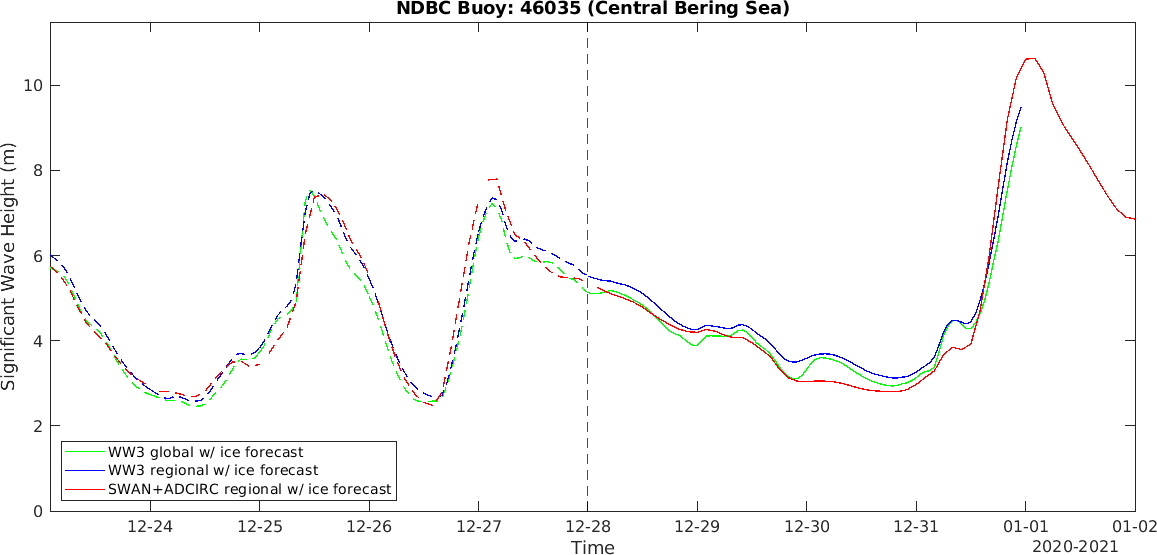 NDBC Buoy: 46035 (Central Bering Sea)
Significant Wave Height (m)
10
8
6
4
2
0
WW3 global w/ ice forecast
WW3 regional w/ ice forecast
SWAN+ADCIRC regional w/ ice forecast
12-24 12-25 12-26 12-27 12-28 12-29 12-30 12-31 01-01 01-02
Time
2020-2021